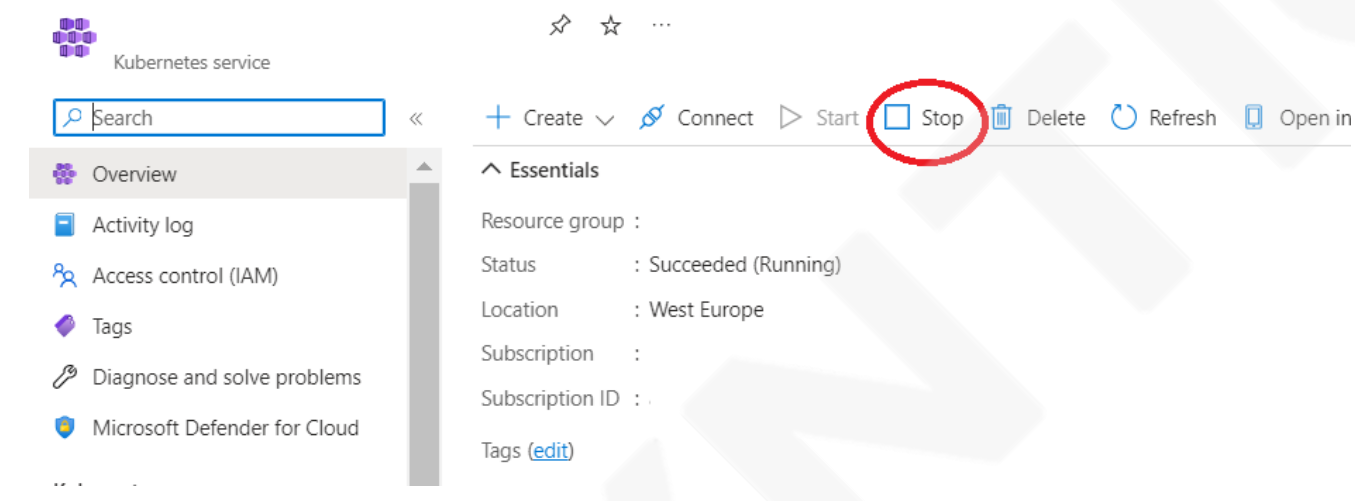 Kubernetes service
Search
«
Overview
Activity log
Access control (IAM)
Tags
Diagnose and solve problems
Microsoft Defender for Cloud
Create Connect Start Stop Delete Refresh Open in
Essentials
Resource group :
Status : Succeeded (Running)
Location : West Europe
Subscription :
Subscription ID :
Tags (edit)